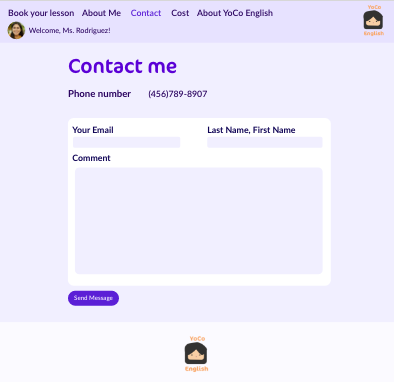 Book your lesson About Me Contact Cost About YoCo English
YoCo
English
Welcome, Ms. Rodriguez!
Contact me
Phone number (456)789-8907
Your Email Last Name, First Name
Comment
Send Message
YoCo
English